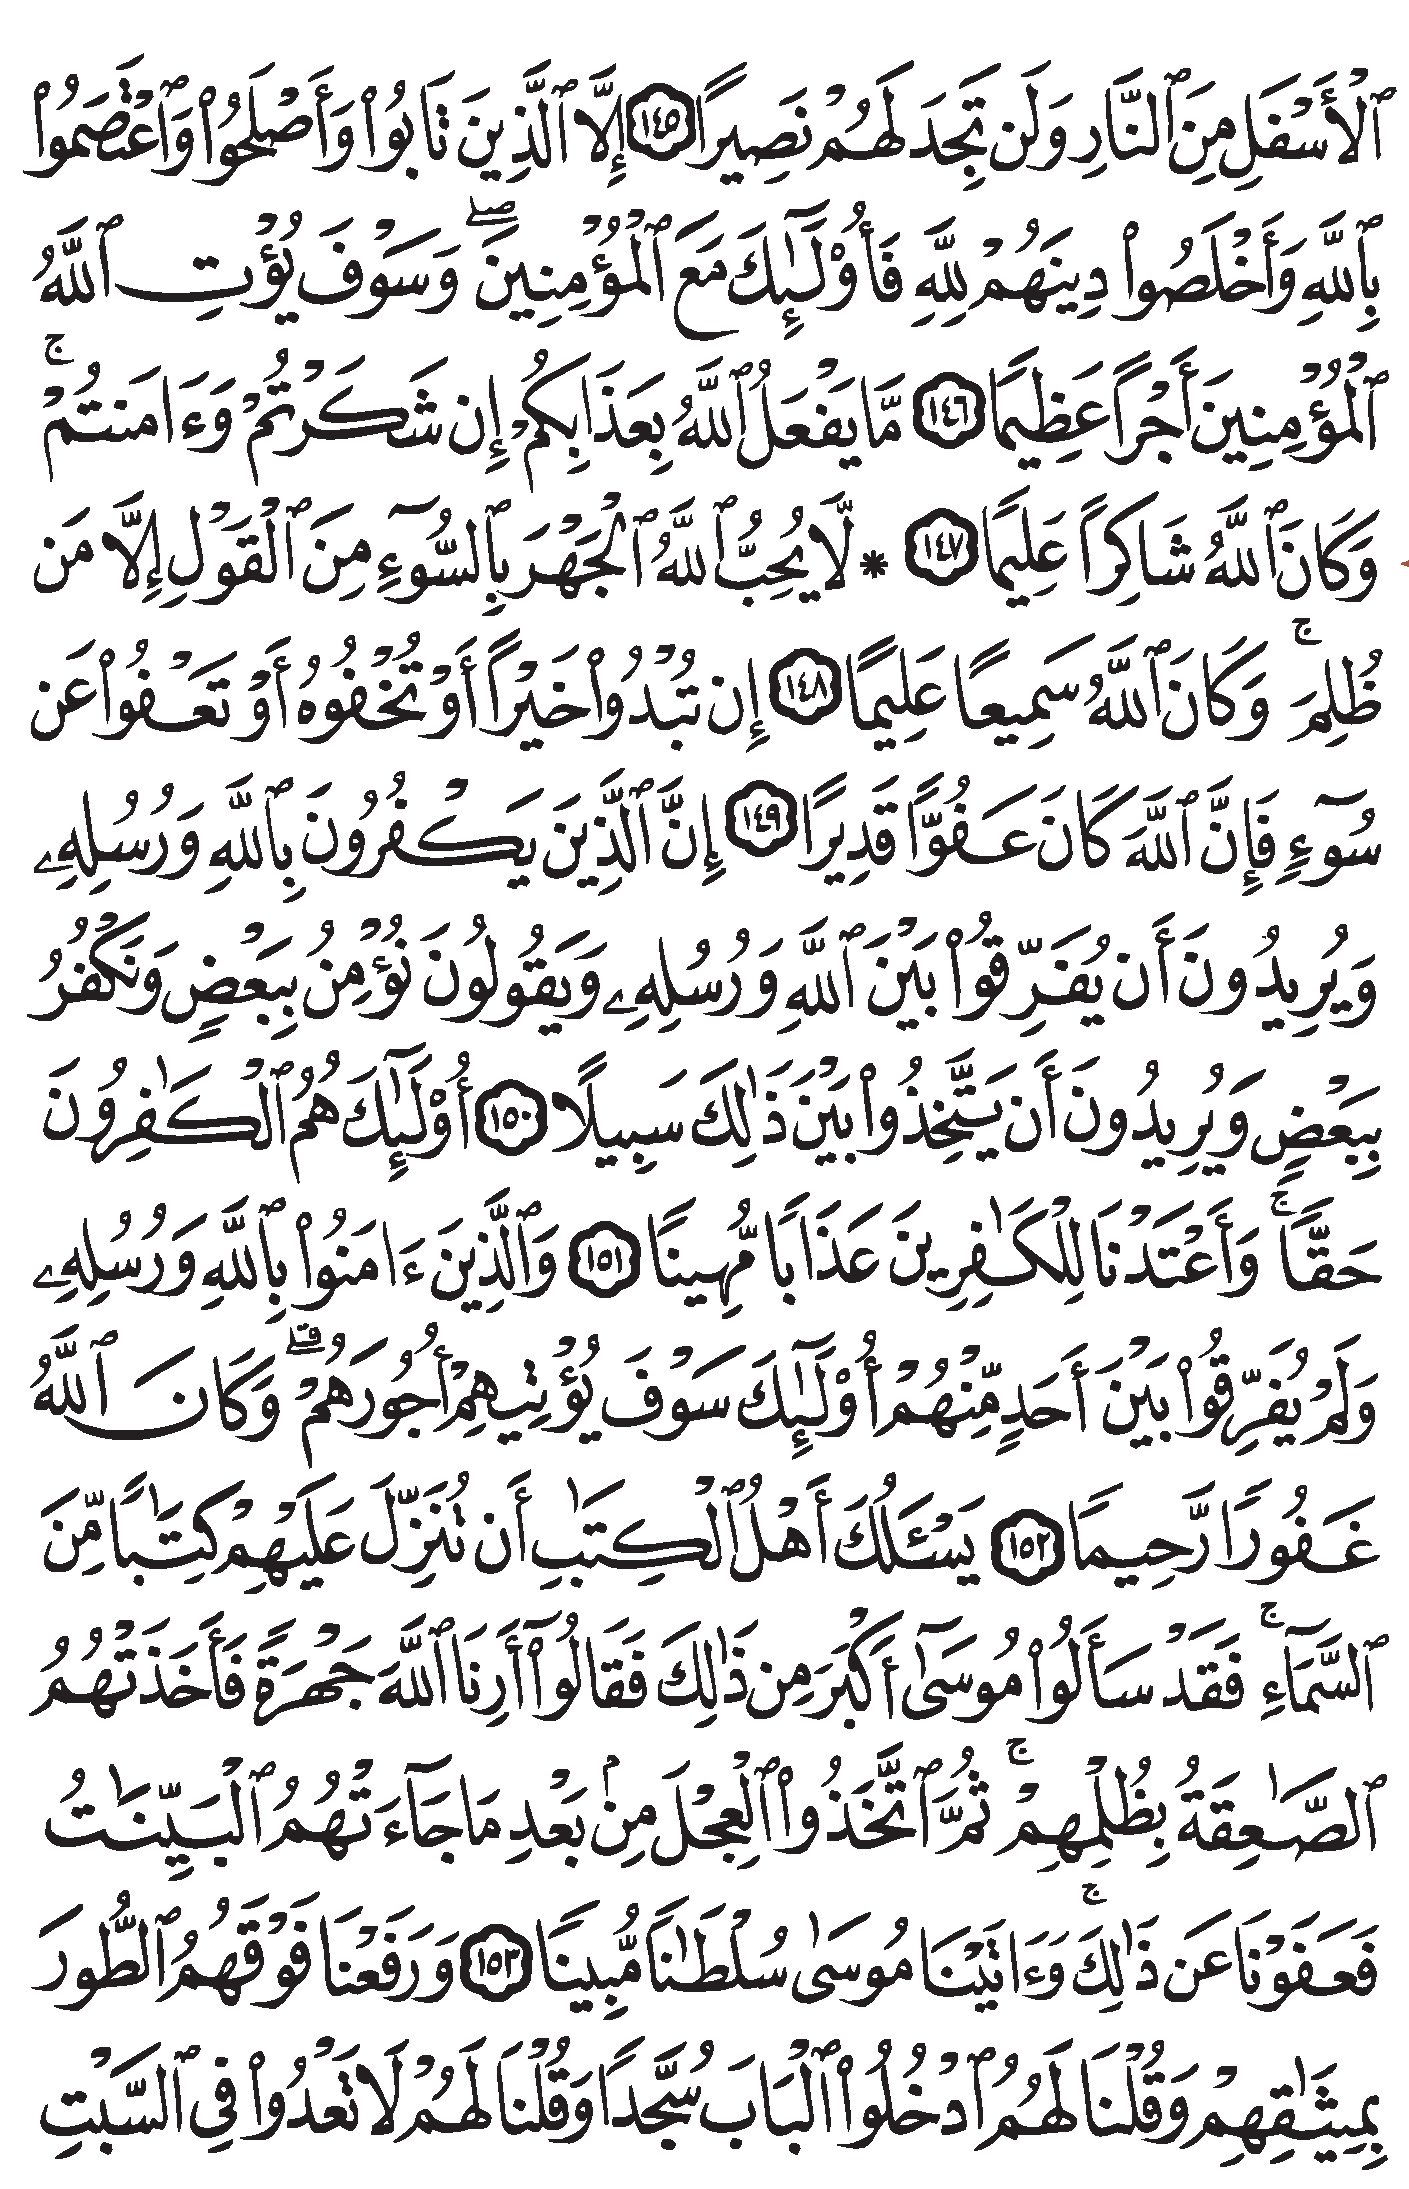 ٱلۡأَسۡفَلِ مِنَ ٱلنَّارِ وَلَن تَجِدَ لَهُمۡ نَصِيرًا ١٤٥ إِلَّا ٱلَّذِينَ تَابُواْ وَأَصۡلَحُواْ وَٱعۡتَصَمُواْ
بِٱللَّهِ وَأَخۡلَصُواْ دِينَهُمۡ لِلَّهِ فَأُوْلَٰٓئِكَ مَعَ ٱلۡمُؤۡمِنِينَۖ وَسَوۡفَ يُؤۡتِ ٱللَّهُ
ٱلۡمُؤۡمِنِينَ أَجۡرًا عَظِيمًا ١٤٦ مَّا يَفۡعَلُ ٱللَّهُ بِعَذَابِكُمۡ إِن شَكَرۡتُمۡ وَءَامَنتُمۡۚ
وَكَانَ ٱللَّهُ شَاكِرًا عَلِيمًا ١٤٧ * لَّا يُحِبُّ ٱللَّهُ ٱلۡجَهۡرَ بِٱلسُّوٓءِ مِنَ ٱلۡقَوۡلِ إِلَّا مَن
ظُلِمَۚ وَكَانَ ٱللَّهُ سَمِيعًا عَلِيمًا ١٤٨ إِن تُبۡدُواْ خَيۡرًا أَوۡ تُخۡفُوهُ أَوۡ تَعۡفُواْ عَن
سُوٓءٖ فَإِنَّ ٱللَّهَ كَانَ عَفُوّٗا قَدِيرًا ١٤٩ إِنَّ ٱلَّذِينَ يَكۡفُرُونَ بِٱللَّهِ وَرُسُلِهِۦ
وَيُرِيدُونَ أَن يُفَرِّقُواْ بَيۡنَ ٱللَّهِ وَرُسُلِهِۦ وَيَقُولُونَ نُؤۡمِنُ بِبَعۡضٖ وَنَكۡفُرُ
بِبَعۡضٖ وَيُرِيدُونَ أَن يَتَّخِذُواْ بَيۡنَ ذَٰلِكَ سَبِيلًا ١٥٠ أُوْلَٰٓئِكَ هُمُ ٱلۡكَٰفِرُونَ
حَقّٗاۚ وَأَعۡتَدۡنَا لِلۡكَٰفِرِينَ عَذَابٗا مُّهِينٗا ١٥١ وَٱلَّذِينَ ءَامَنُواْ بِٱللَّهِ وَرُسُلِهِۦ
وَلَمۡ يُفَرِّقُواْ بَيۡنَ أَحَدٖ مِّنۡهُمۡ أُوْلَٰٓئِكَ سَوۡفَ يُؤۡتِيهِمۡ أُجُورَهُمۡۗ وَكَانَ ٱللَّهُ
غَفُورٗا رَّحِيمٗا ١٥٢ يَسۡـَٔلُكَ أَهۡلُ ٱلۡكِتَٰبِ أَن تُنَزِّلَ عَلَيۡهِمۡ كِتَٰبٗا مِّنَ
ٱلسَّمَآءِۚ فَقَدۡ سَأَلُواْ مُوسَىٰٓ أَكۡبَرَ مِن ذَٰلِكَ فَقَالُوٓاْ أَرِنَا ٱللَّهَ جَهۡرَةٗ فَأَخَذَتۡهُمُ
ٱلصَّٰعِقَةُ بِظُلۡمِهِمۡۚ ثُمَّ ٱتَّخَذُواْ ٱلۡعِجۡلَ مِنۢ بَعۡدِ مَا جَآءَتۡهُمُ ٱلۡبَيِّنَٰتُ
فَعَفَوۡنَا عَن ذَٰلِكَۚ وَءَاتَيۡنَا مُوسَىٰ سُلۡطَٰنٗا مُّبِينٗا ١٥٣ وَرَفَعۡنَا فَوۡقَهُمُ ٱلطُّورَ
بِمِيثَٰقِهِمۡ وَقُلۡنَا لَهُمُ ٱدۡخُلُواْ ٱلۡبَابَ سُجَّدٗا وَقُلۡنَا لَهُمۡ لَا تَعۡدُواْ فِي ٱلسَّبۡتِ